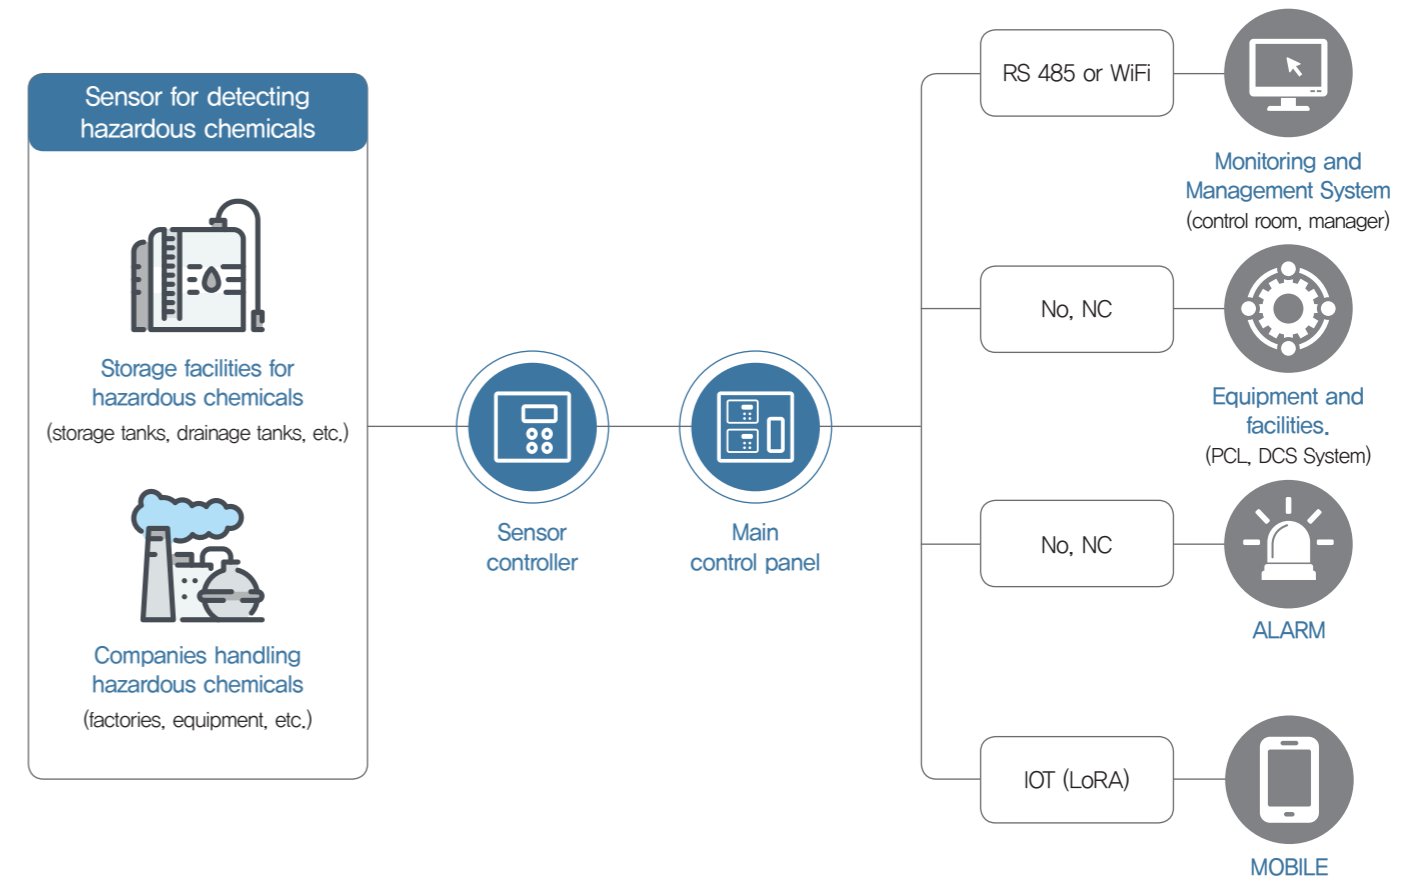 Sensor for detecting
hazardous chemicals
Storage facilities for
hazardous chemicals
(storage tanks, drainage tanks, etc.)
Companies handling
hazardous chemicals
(factories, equipment, etc.)
Sensor
controller
Main
control panel
RS 485 or WiFi
Monitoring and
Management System
(control room, manager)
No, NC
Equipment and
facilities.
(PCL, DCS System)
No, NC
ALARM
IOT (LoRA)
MOBILE